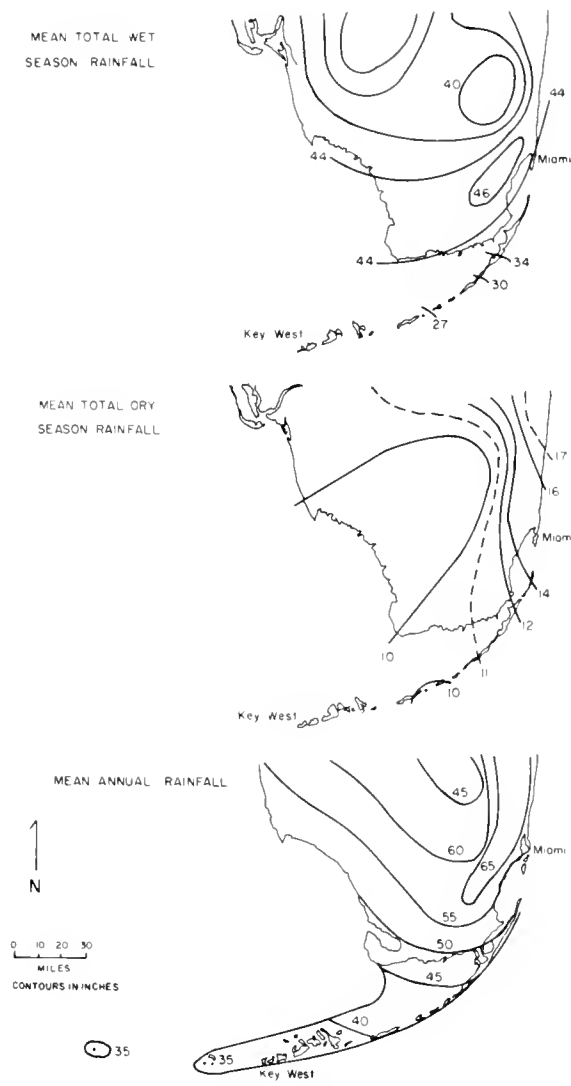 MEAN TOTAL WET
SEASON RAINFALL
40
44
Miami
44
46
44
34
30
27
Key West
MEAN TOTAL ORY
SEASON RAINFALL
17
16
Miami
14
12
10
11
10
Key West
MEAN ANNUAL RAINFALL
45
N
60
65
Miami
55
50
0 10 20 30
MILES
45
CONTOURS IN INCHES
40
35
35
Key West